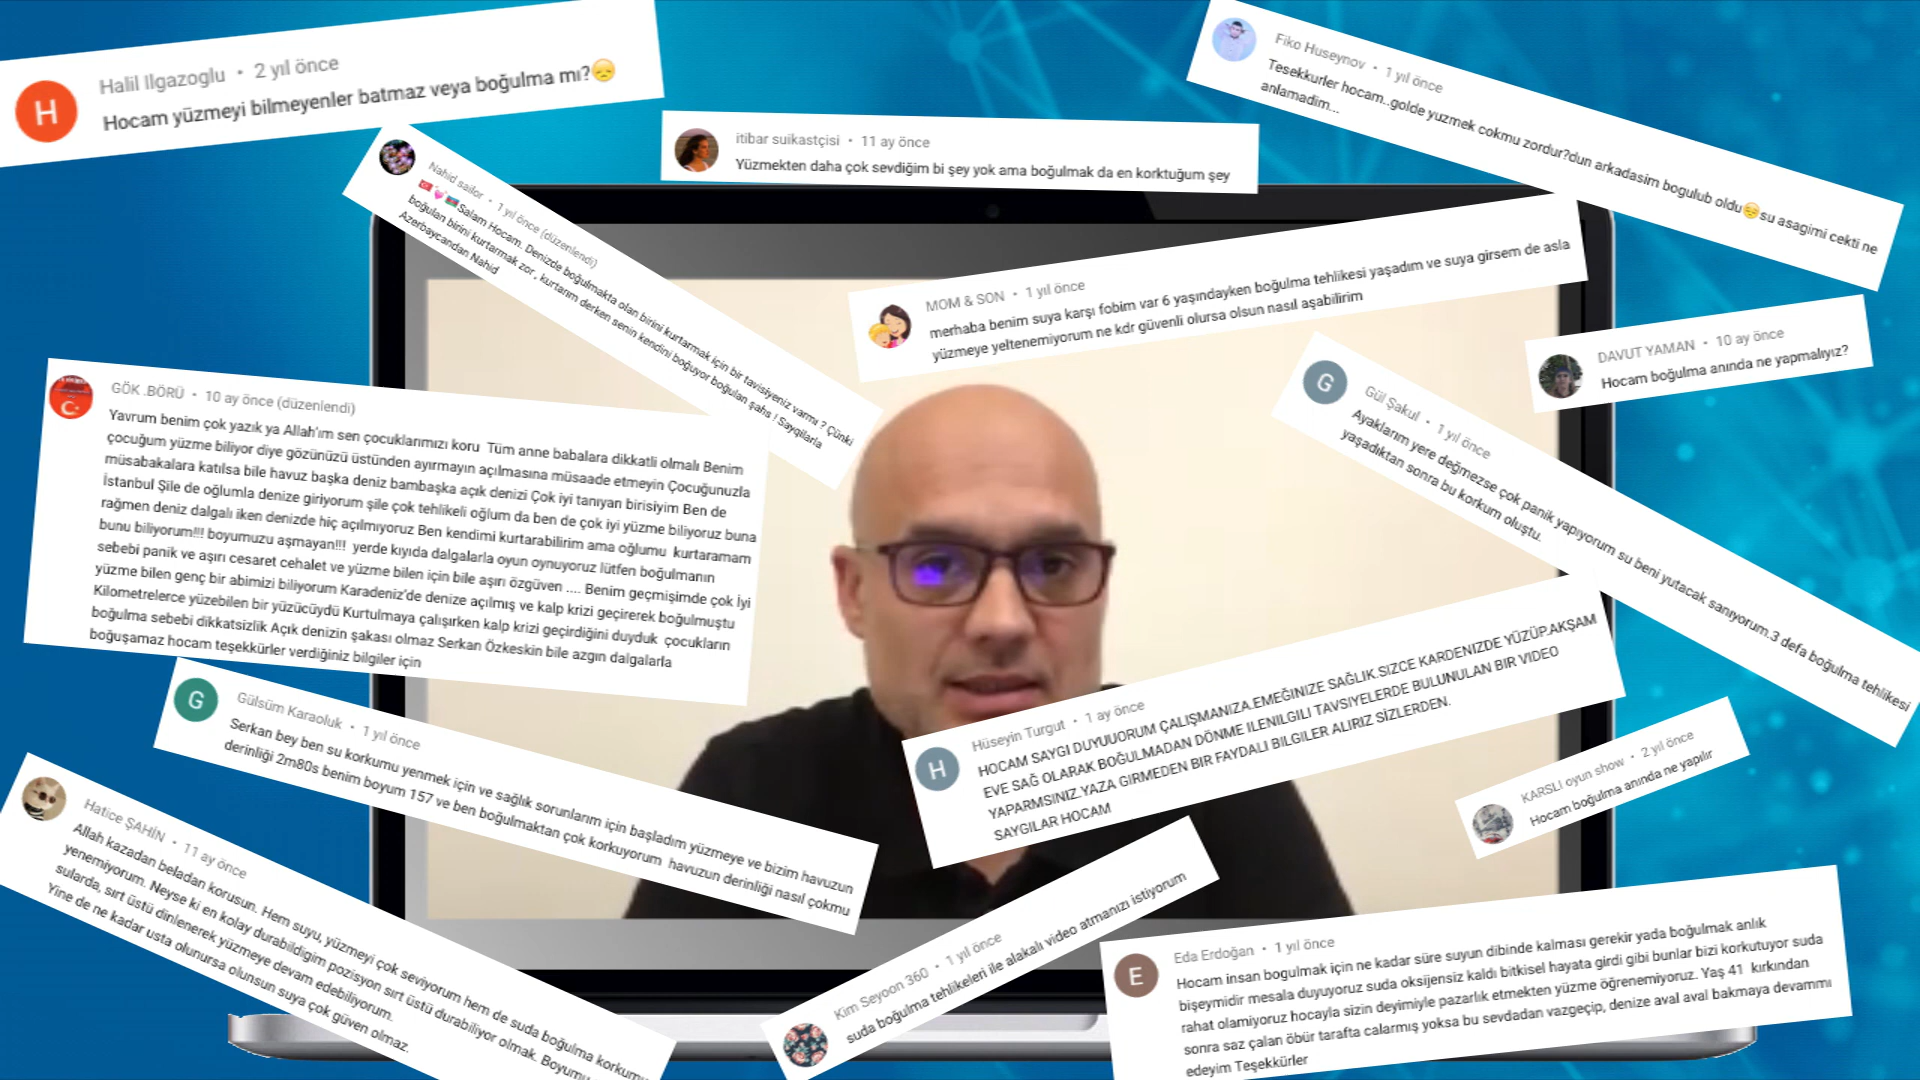 Halil Ilgazoglu • 2 yıl önce
Hocam yüzmeyi bilmeyenler batmaz veya boğulma mı?😞
Fiko Huseynov • 1 yıl önce
Tesekkurler hocam..golde yuzmek cokmu zordur?dun arkadasim bogulub oldu😔su asagimi cekti ne
anlamadim...
itibar suikastçisi • 11 ay önce
Yüzmekten daha çok sevdiğim bi şey yok ama boğulmak da en korktuğum şey
Nahid sailor • 1 yıl önce (düzenlendi)
🇹🇷💓🇦🇿Salam Hocam. Denizde boğulmakta olan birini kurtarmak için bir tavisiyeniz varmı ? Çünki
boğulan birini kurtarmak zor , kurtarım derken senin kendini boğuyor boğulan şahs ! Saygilarla
Azerbaycandan Nahid
MOM & SON • 1 yıl önce
merhaba benim suya karşı fobim var 6 yaşındayken boğulma tehlikesi yaşadım ve suya girsem de asla
yüzmeye yeltenemiyorum ne kdr güvenli olursa olsun nasıl aşabilirim
DAVUT YAMAN • 10 ay önce
Hocam boğulma anında ne yapmalıyız?
G
Gül Şakul • 1 yıl önce
Ayaklarım yere değmezse çok panik yapıyorum su beni yutacak sanıyorum.3 defa boğulma tehlikesi
yaşadıktan sonra bu korkum oluştu.
GÖK .BÖRÜ • 10 ay önce (düzenlendi)
Yavrum benim çok yazık ya Allah'ım sen çocuklarımızı koru Tüm anne babalara dikkatli olmalı Benim
çocuğum yüzme biliyor diye gözünüzü üstünden ayırmayın açılmasına müsaade etmeyin Çocuğunuzla
müsabakalara katılsa bile havuz başka deniz bambaşka açık denizi Çok iyi tanıyan birisiyim Ben de
İstanbul Şile de oğlumla denize giriyorum şile çok tehlikeli oğlum da ben de çok iyi yüzme biliyoruz buna
rağmen deniz dalgalı iken denizde hiç açılmıyoruz Ben kendimi kurtarabilirim ama oğlumu kurtaramam
bunu biliyorum!!! boyumuzu aşmayan!!! yerde kıyıda dalgalarla oyun oynuyoruz lütfen boğulmanın
sebebi panik ve aşırı cesaret cehalet ve yüzme bilen için bile aşırı özgüven .... Benim geçmişimde çok İyi
yüzme bilen genç bir abimizi biliyorum Karadeniz'de denize açılmış ve kalp krizi geçirerek boğulmuştu
Kilometrelerce yüzebilen bir yüzücüydü Kurtulmaya çalışırken kalp krizi geçirdiğini duyduk çocukların
boğulma sebebi dikkatsizlik Açık denizin şakası olmaz Serkan Özkeskin bile azgın dalgalarla
boğuşamaz hocam teşekkürler verdiğiniz bilgiler için
G
Gülsüm Karaoluk • 1 yıl önce
Serkan bey ben su korkumu yenmek için ve sağlık sorunlarım için başladım yüzmeye ve bizim havuzun
derinliği 2m80s benim boyum 157 ve ben boğulmaktan çok korkuyorum havuzun derinliği nasıl çokmu
H
Hüseyin Turgut • 1 ay önce
HOCAM SAYGI DUYUUORUM ÇALIŞMANIZA.EMEĞINIZE SAĞLIK.SIZCE KARDENIZDE YÜZÜP.AKŞAM
EVE SAĞ OLARAK BOĞULMADAN DÖNME ILENILGILI TAVSIYELERDE BULUNULAN BIR VIDEO
YAPARMSINIZ.YAZA GIRMEDEN BIR FAYDALI BILGILER ALIRIZ SİZLERDEN.
SAYGILAR HOCAM
KARSLI oyun show • 2 yıl önce
Hocam boğulma anında ne yapılır
Hatice ŞAHİN • 11 ay önce
Allah kazadan beladan korusun. Hem suyu, yüzmeyi çok seviyorum hem de suda boğulma korkumu
yenemiyorum. Neyse ki en kolay durabildigim pozisyon sırt üstü durabiliyor olmak. Boyumu
sularda, sırt üstü dinlenerek yüzmeye devam edebiliyorum.
Yine de ne kadar usta olunursa olunsun suya çok güven olmaz.
Kim Seyoon 360 • 1 yıl önce
suda boğulma tehlikeleri ile alakalı video atmanızı istiyorum
E
Eda Erdoğan • 1 yıl önce
Hocam insan bogulmak için ne kadar süre suyun dibinde kalması gerekir yada boğulmak anlık
bişeymidir mesala duyuyoruz suda oksijensiz kaldı bitkisel hayata girdi gibi bunlar bizi korkutuyor suda
rahat olamiyoruz hocayla sizin deyimiyle pazarlık etmekten yüzme öğrenemiyoruz. Yaş 41 kırkından
sonra saz çalan öbür tarafta calarmış yoksa bu sevdadan vazgeçip, denize aval aval bakmaya devammı
edeyim Teşekkürler